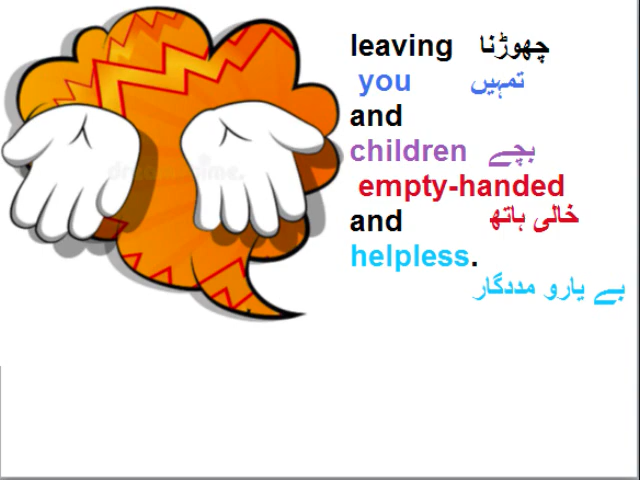 leaving چھوڑنا
you تمہیں
and
children بچے
empty-handed
and خالی ہاتھ
helpless.
بے یارو مددگار